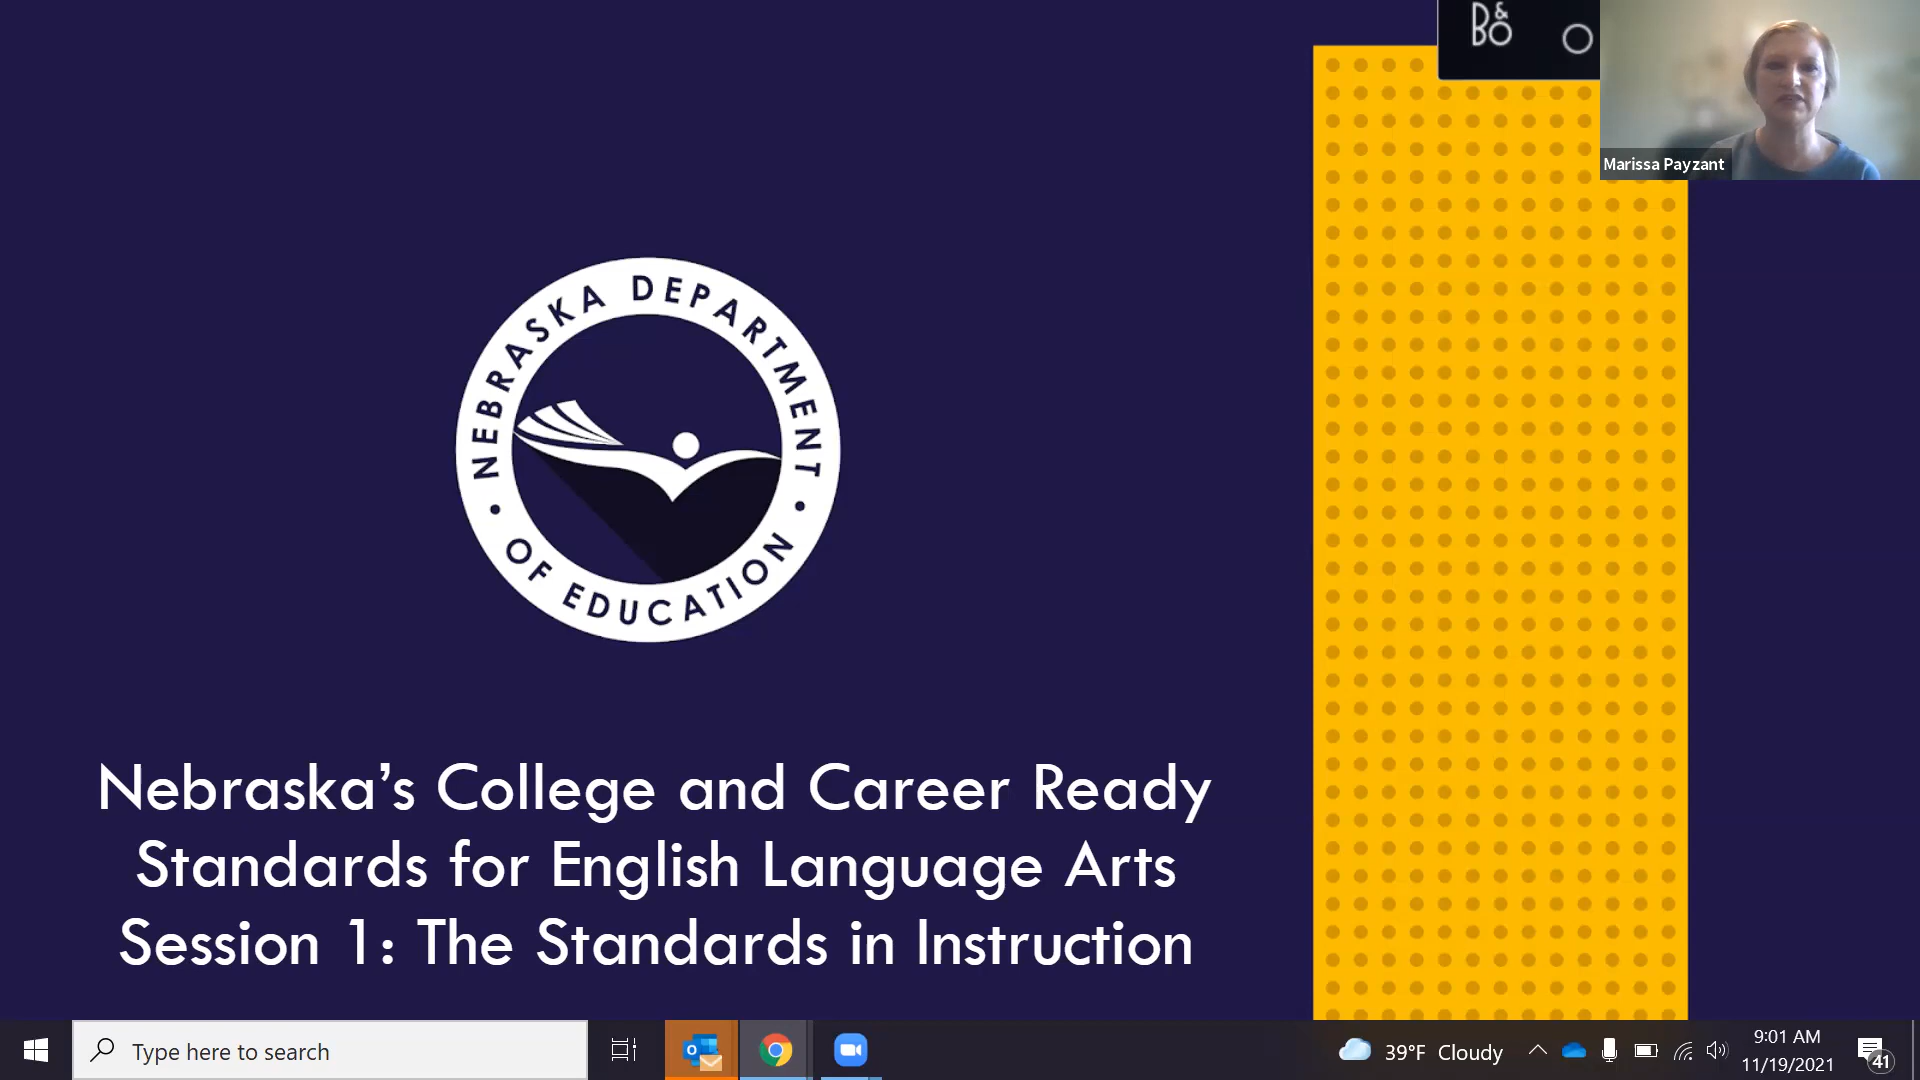 B&O
Marissa Payzant
NEBRASKA DEPARTMENT
• OF EDUCATION •
Nebraska’s College and Career Ready
Standards for English Language Arts
Session 1: The Standards in Instruction
Type here to search
39°F Cloudy
9:01 AM
11/19/2021
41